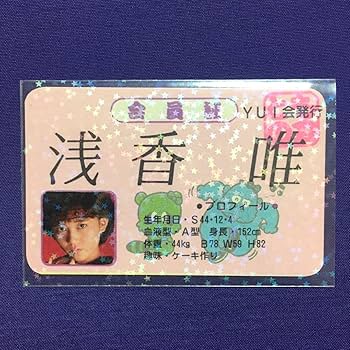 会員証
YUI会発行
浅香 唯
●プロフィール●
生年月日・S44・12・4
血液型・A型 身長・152cm
体重・44kg B78 W59 H82
趣味・ケーキ作り